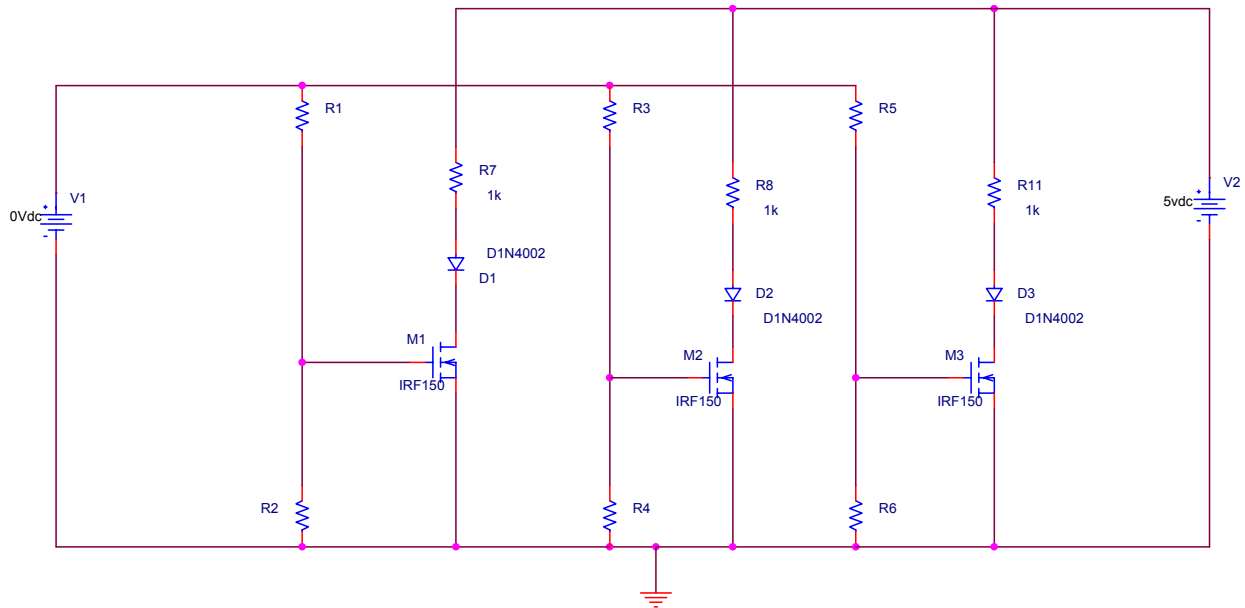 R1
R3
R5
R7
1k
R8
1k
R11
1k
V1
0Vdc
V2
5vdc
D1N4002
D1
D2
D1N4002
D3
D1N4002
M1
IRF150
M2
IRF150
M3
IRF150
R2
R4
R6